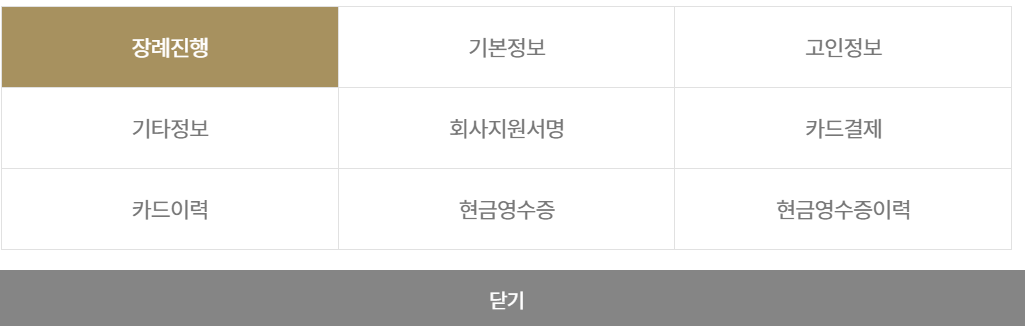 장례진행
기본정보
고인정보
기타정보
회사지원서명
카드결제
카드이력
현금영수증
현금영수증이력
닫기